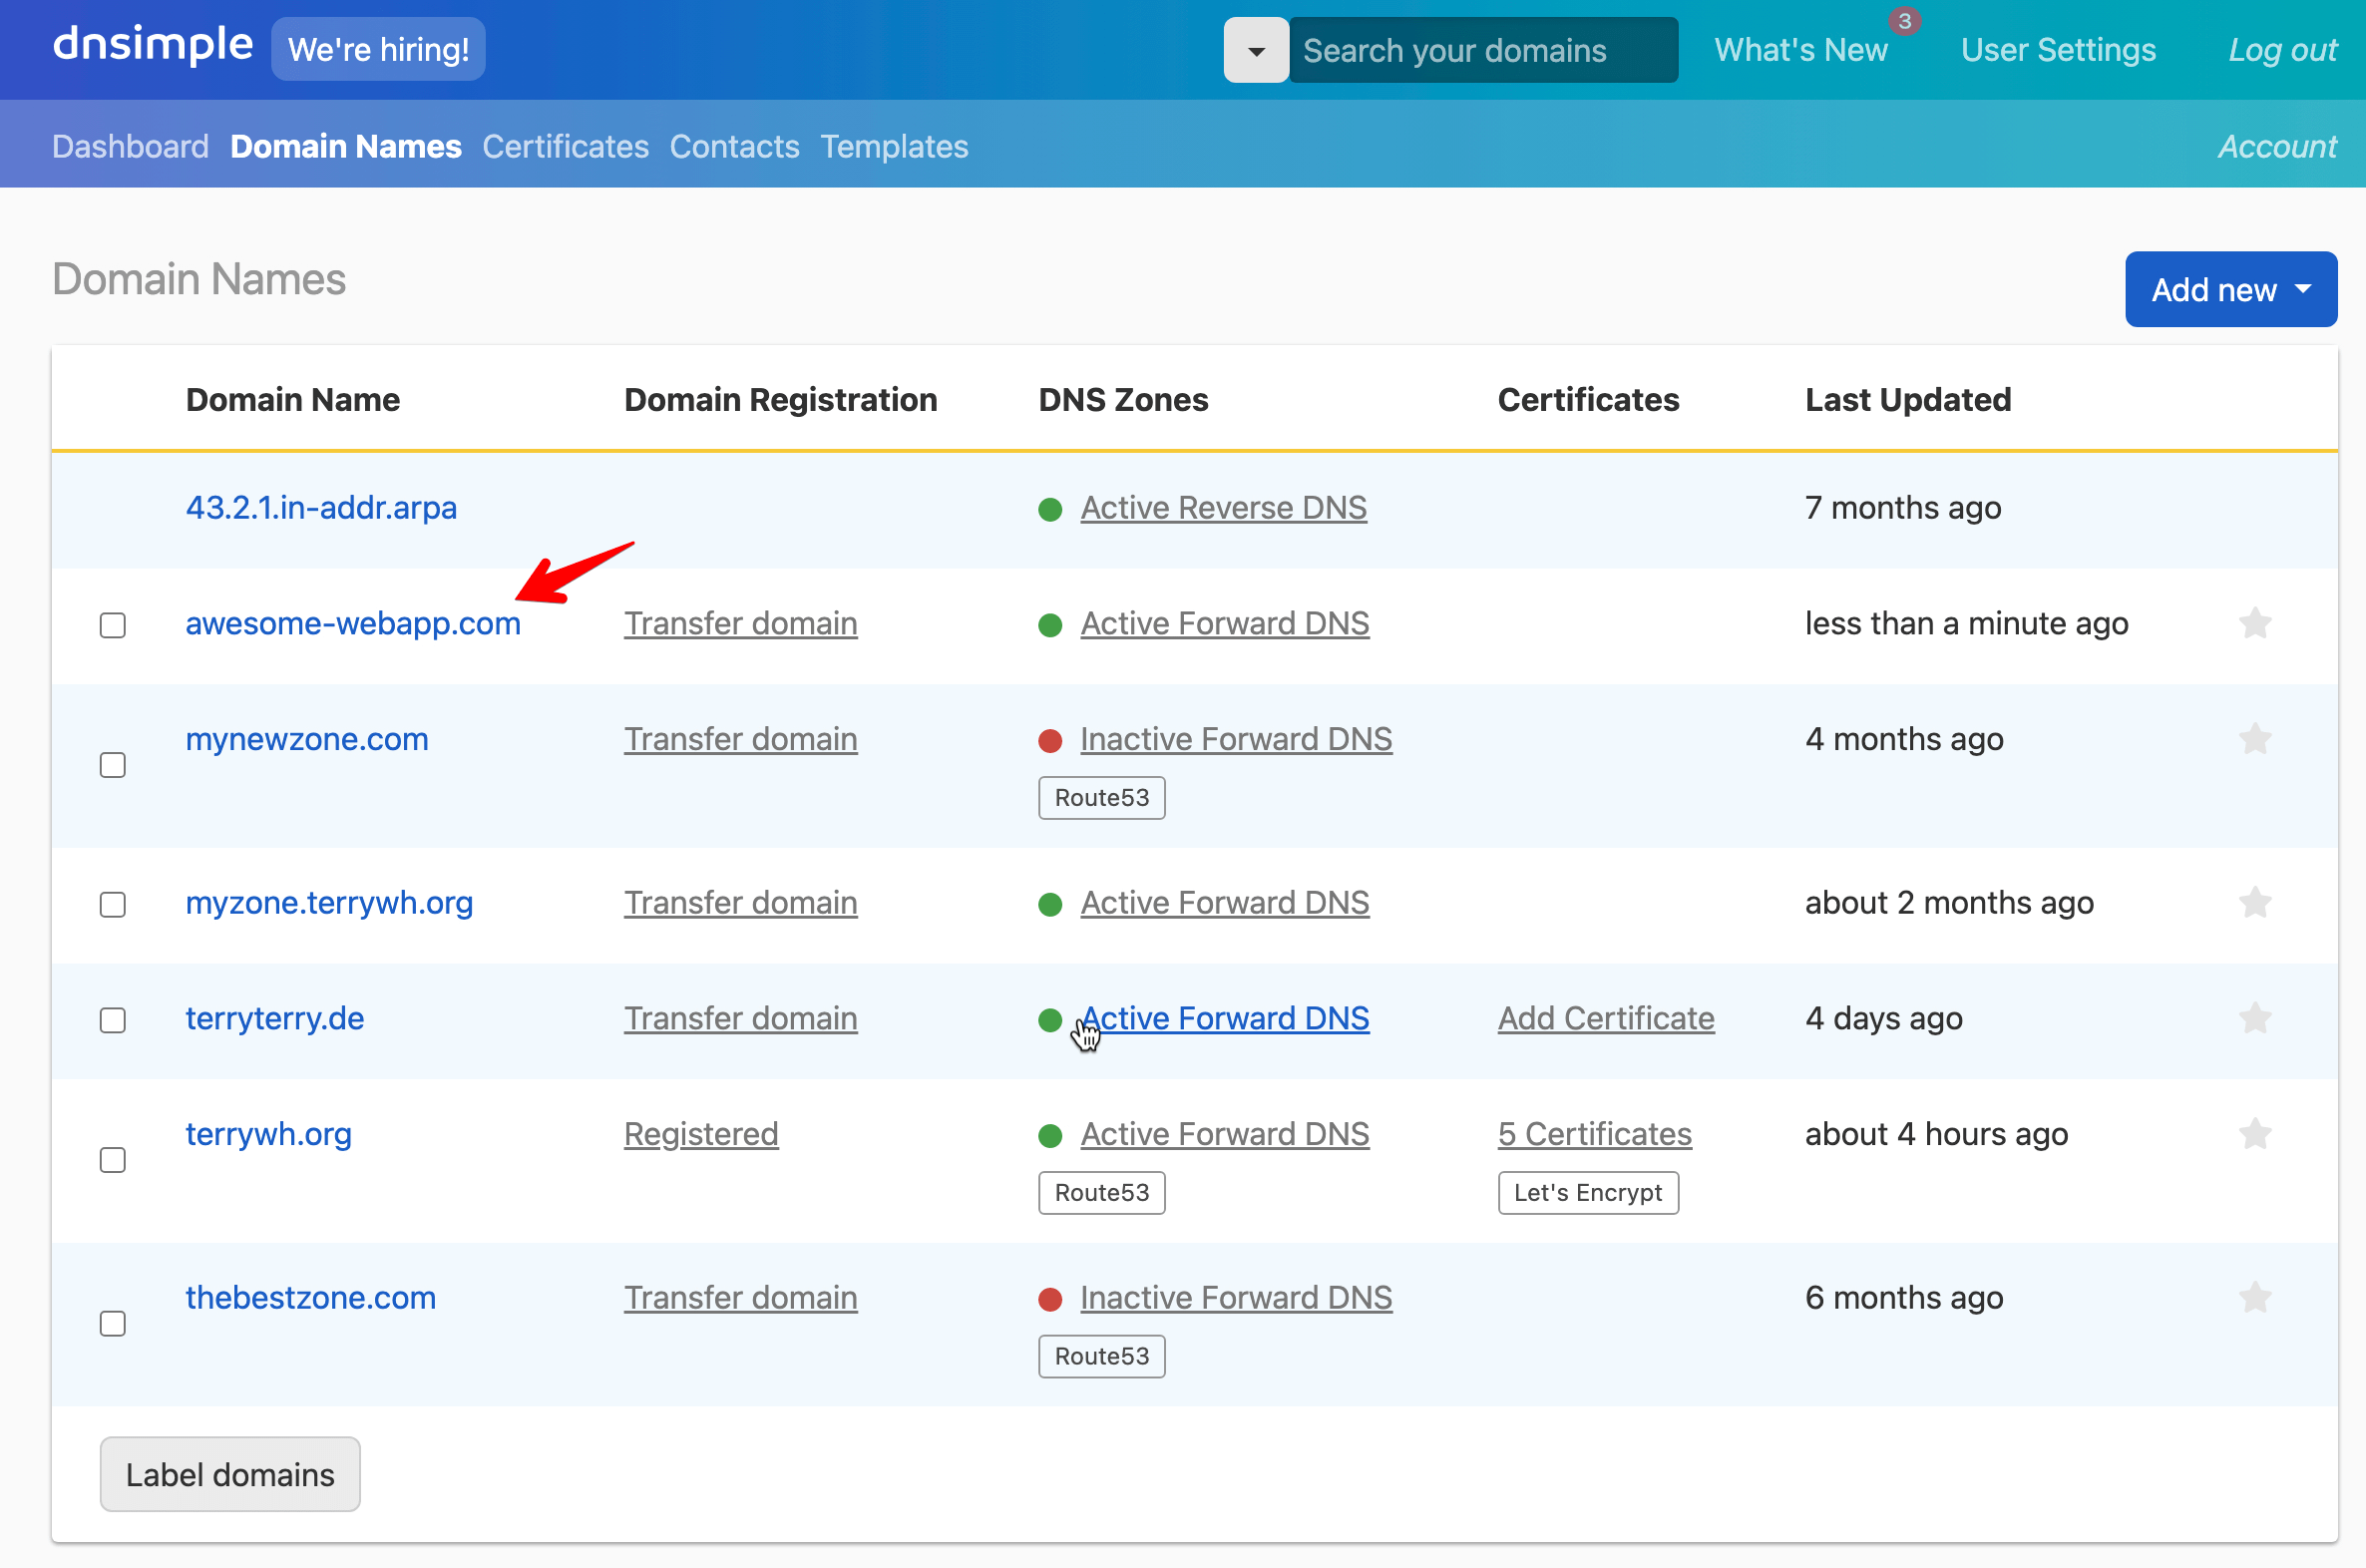 dnsimple We're hiring! Search your domains What's New 3 User Settings Log out
Dashboard Domain Names Certificates Contacts Templates Account
Domain Names Add new
Domain Name Domain Registration DNS Zones Certificates Last Updated
43.2.1.in-addr.arpa Active Reverse DNS 7 months ago
awesome-webapp.com Transfer domain Active Forward DNS less than a minute ago
mynewzone.com Transfer domain Inactive Forward DNS 4 months ago
Route53
myzone.terrywh.org Transfer domain Active Forward DNS about 2 months ago
terryterry.de Transfer domain Active Forward DNS Add Certificate 4 days ago
terrywh.org Registered Active Forward DNS 5 Certificates about 4 hours ago
Route53 Let's Encrypt
thebestzone.com Transfer domain Inactive Forward DNS 6 months ago
Route53
Label domains